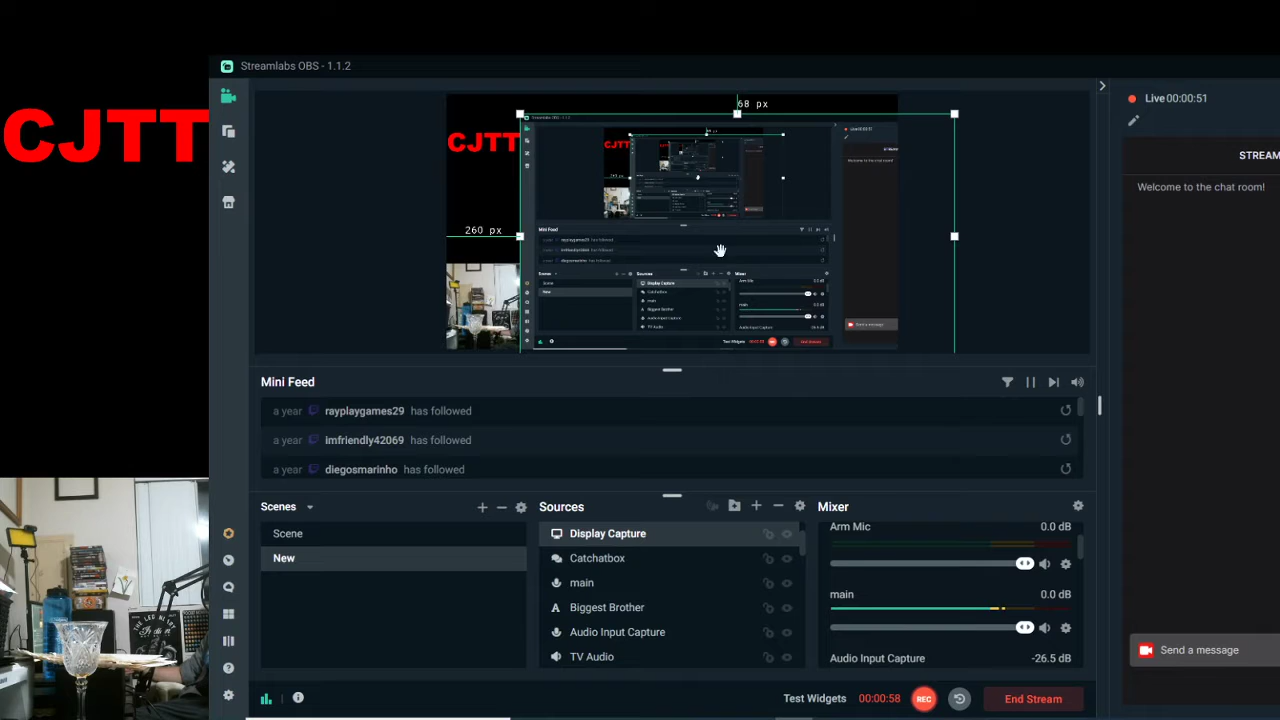 CJTT
Streamlabs OBS - 1.1.2
68 px
260 px
CJTT
Live 00:00:51
STREAM
Welcome to the chat room!
Mini Feed
a year rayplaygames29 has followed
a year imfriendly42069 has followed
a year diegosmarinho has followed
Scenes
Scene
New
Sources
Display Capture
Catchatbox
main
Biggest Brother
Audio Input Capture
TV Audio
Mixer
Arm Mic 0.0 dB
main 0.0 dB
Audio Input Capture -26.5 dB
Send a message
Test Widgets 00:00:58 REC End Stream